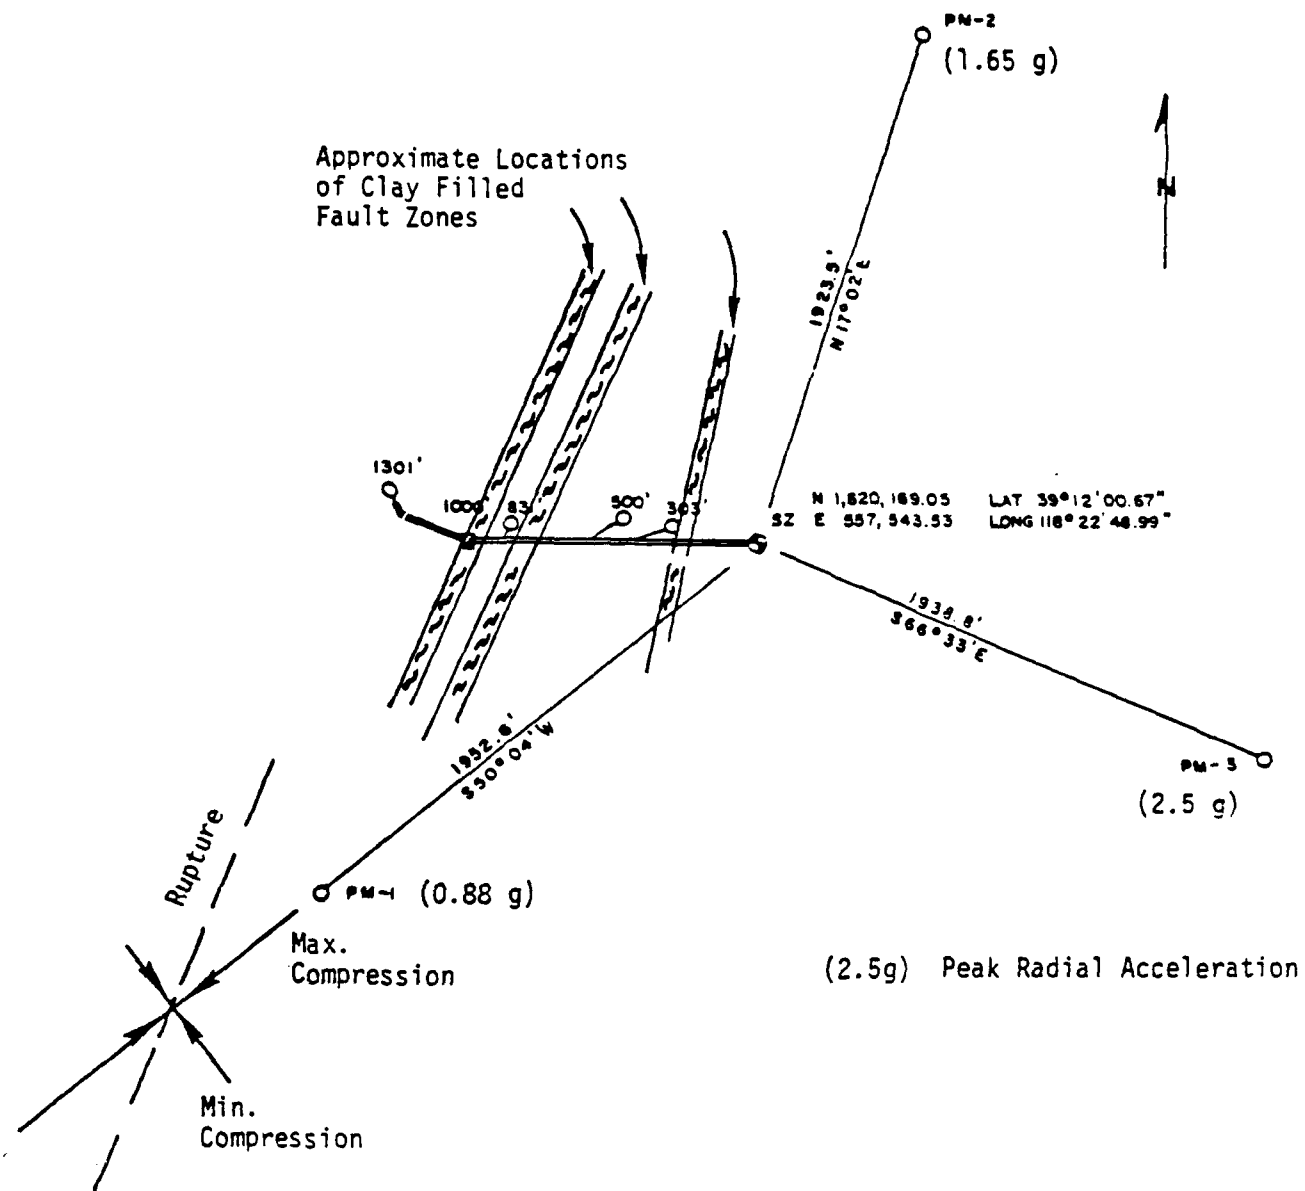 PM-2
(1.65 g)
Approximate Locations
of Clay Filled
Fault Zones
N
1923.5'
N 17° 02' E
1301'
1000'
83
500'
303'
SZ
N 1,620,169.05 LAT 39° 12' 00.67"
E 557,543.53 LONG 118° 22' 48.99"
1938.8'
S66° 33' E
1952.6'
S50° 04' W
PM-3
(2.5 g)
Rupture
PM-1 (0.88 g)
Max.
Compression
(2.5g) Peak Radial Acceleration
Min.
Compression